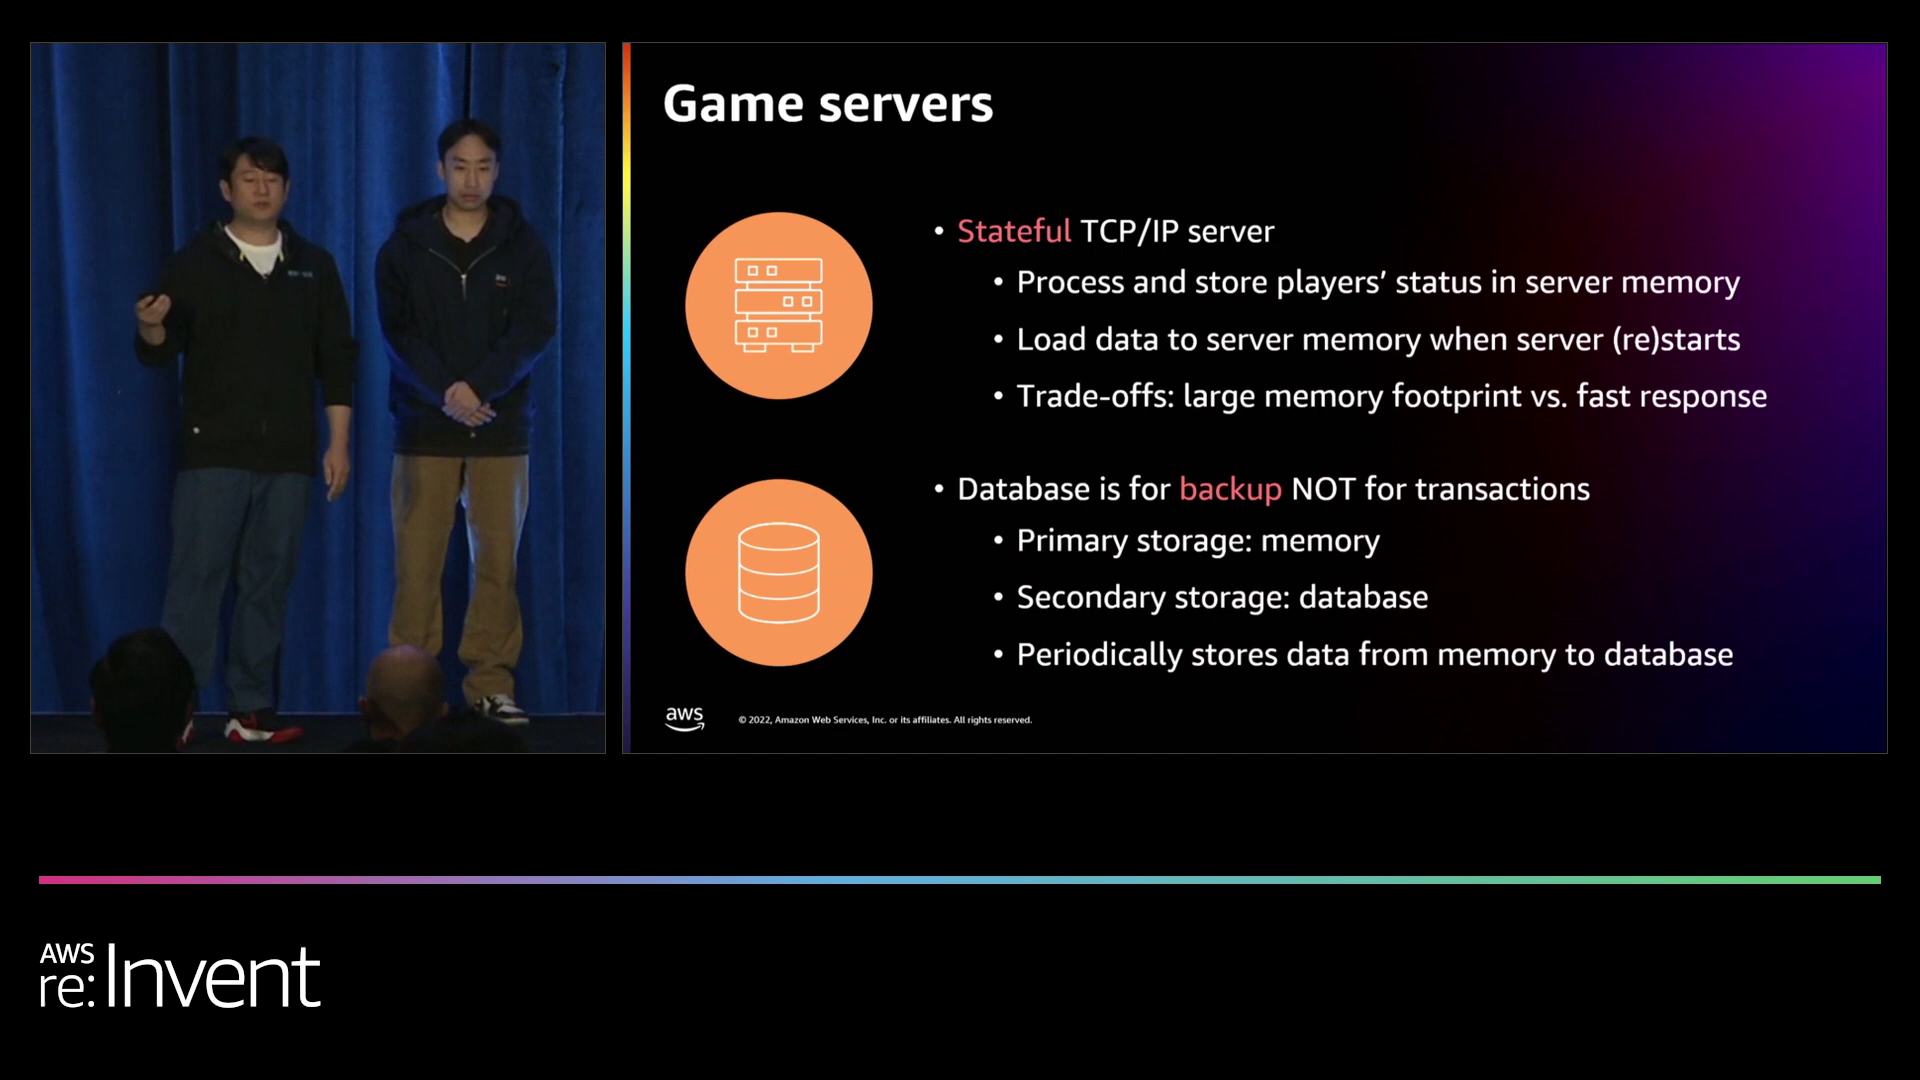 Game servers
• Stateful TCP/IP server
• Process and store players’ status in server memory
• Load data to server memory when server (re)starts
• Trade-offs: large memory footprint vs. fast response
• Database is for backup NOT for transactions
• Primary storage: memory
• Secondary storage: database
• Periodically stores data from memory to database
aws
© 2022, Amazon Web Services, Inc. or its affiliates. All rights reserved.
AWS
re:Invent